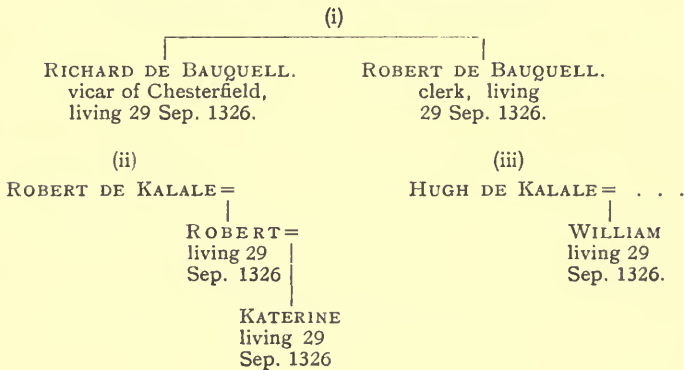 (i)
RICHARD DE BAUQUELL.
vicar of Chesterfield,
living 29 Sep. 1326.
ROBERT DE BAUQUELL.
clerk, living
29 Sep. 1326.
(ii)
ROBERT DE KALALE=
ROBERT=
living 29
Sep. 1326
KATERINE
living 29
Sep. 1326
(iii)
HUGH DE KALALE= . . .
WILLIAM
living 29
Sep. 1326.